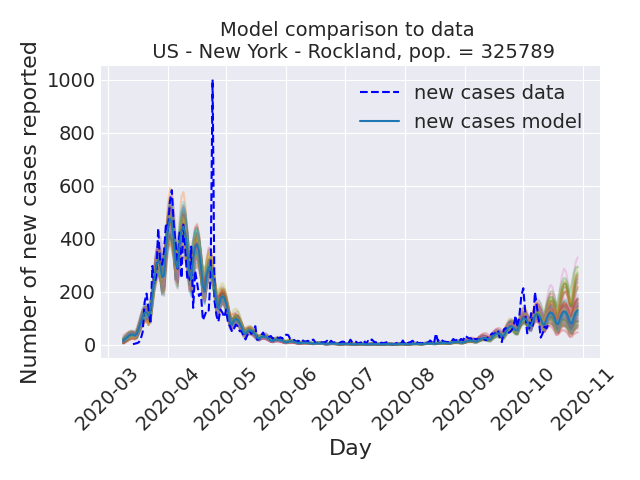 Model comparison to data
US - New York - Rockland, pop. = 325789
Number of new cases reported
1000
800
600
400
200
0
new cases data
new cases model
2020-03
2020-04
2020-05
2020-06
2020-07
2020-08
2020-09
2020-10
2020-11
Day